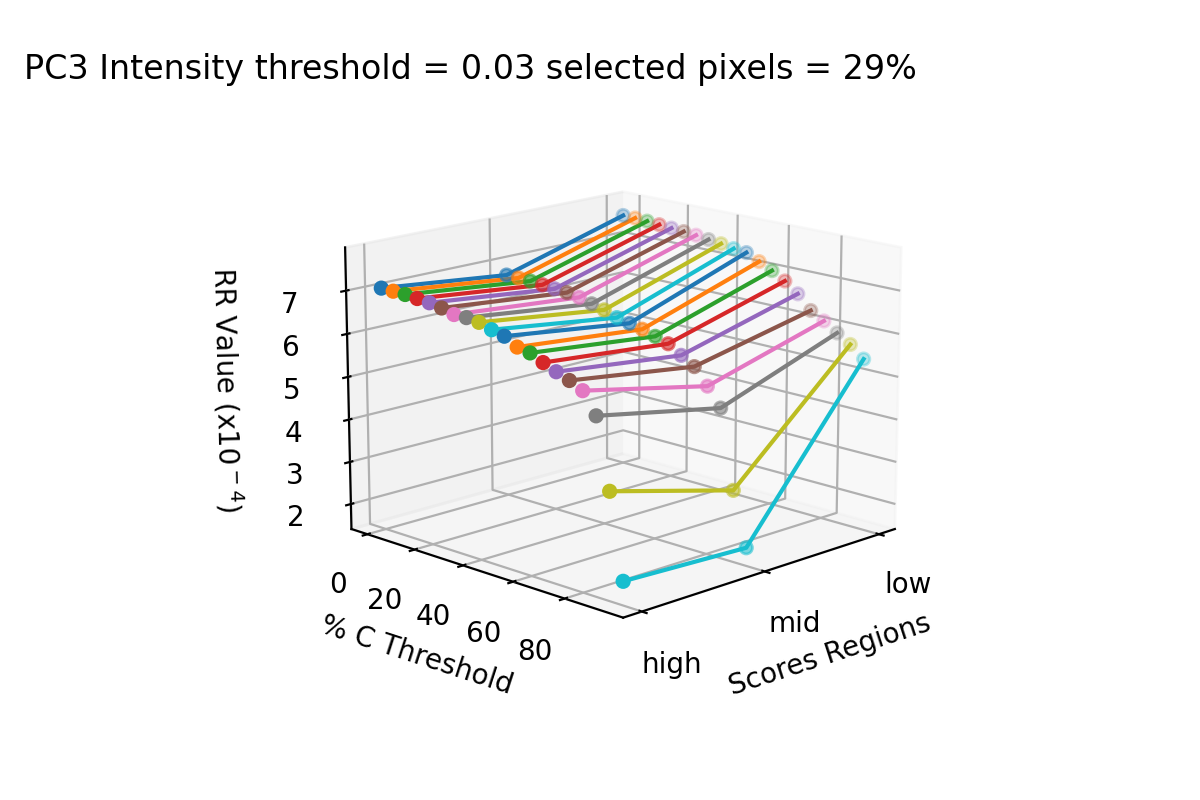 PC3 Intensity threshold = 0.03 selected pixels = 29%
RR Value (x10⁻⁴)
7
6
5
4
3
2
0
20
40
60
80
% C Threshold
high
mid
low
Scores Regions